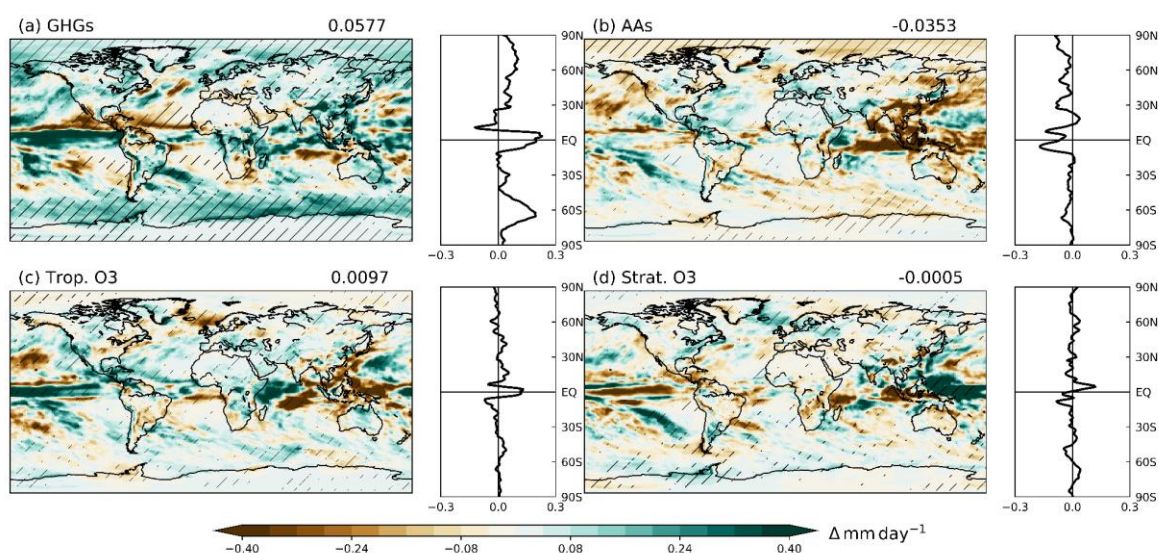 (a) GHGs 0.0577
90N
60N
30N
EQ
30S
60S
90S
−0.3 0.0 0.3
(b) AAs -0.0353
90N
60N
30N
EQ
30S
60S
90S
−0.3 0.0 0.3
(c) Trop. O3 0.0097
90N
60N
30N
EQ
30S
60S
90S
−0.3 0.0 0.3
(d) Strat. O3 -0.0005
90N
60N
30N
EQ
30S
60S
90S
−0.3 0.0 0.3
−0.40 −0.24 −0.08 0.08 0.24 0.40
Δ mm day⁻¹